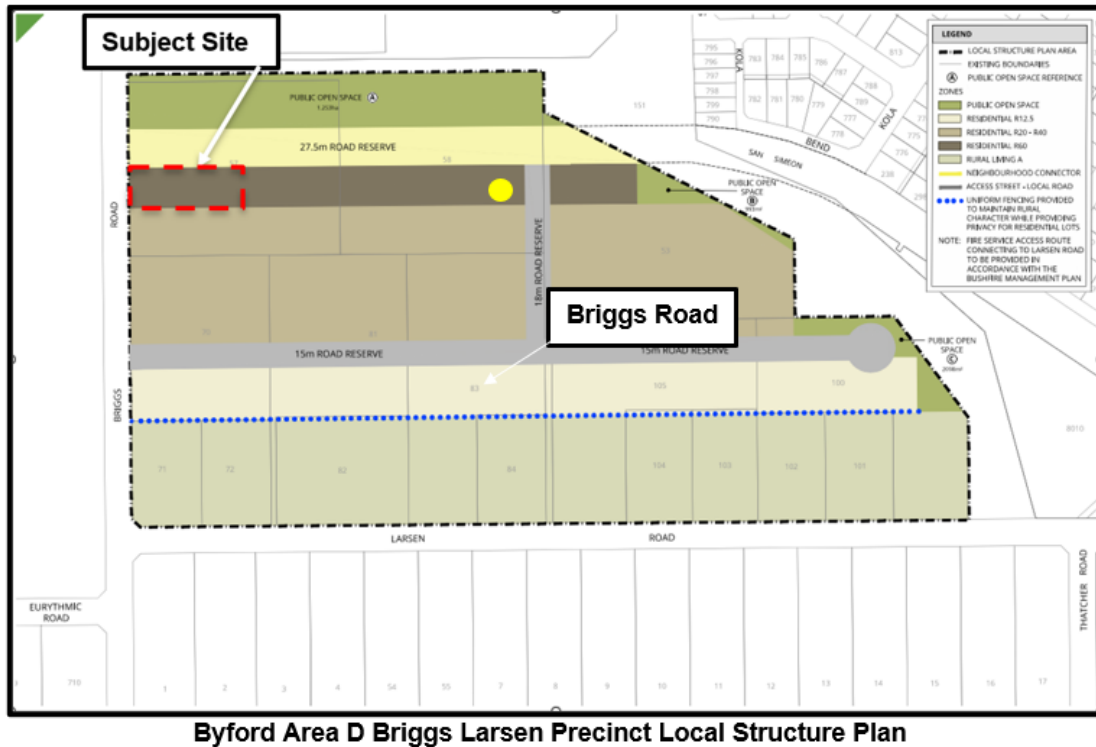 Subject Site
PUBLIC OPEN SPACE Ⓐ
27.5m ROAD RESERVE
57
58
151
ROAD
BRIGGS
18m ROAD RESERVE
PUBLIC OPEN
SPACE
Ⓑ
52
Briggs Road
15m ROAD RESERVE
15m ROAD RESERVE
PUBLIC OPEN
SPACE
Ⓒ
83
105
100
71
72
62
84
104
103
102
101
8010
LARSEN ROAD
EURYTHMIC
ROAD
THATCHER ROAD
710
1
2
3
4
54
55
7
8
9
10
11
12
13
14
15
16
17
795
796
797
798
799
790
KOLA
783
784
785
786
787
788
789
782
781
780
779
777
778
813
KOLA
775
776
238
BEND
SAN SIMEON
LEGEND
LOCAL STRUCTURE PLAN AREA
EXISTING BOUNDARIES
Ⓐ PUBLIC OPEN SPACE REFERENCE
ZONES
PUBLIC OPEN SPACE
RESIDENTIAL R12.5
RESIDENTIAL R20 - R40
RESIDENTIAL R60
RURAL LIVING A
NEIGHBOURHOOD CONNECTOR
ACCESS STREET - LOCAL ROAD
UNIFORM FENCING PROVIDED
TO MAINTAIN RURAL
CHARACTER WHILE PROVIDING
PRIVACY FOR RESIDENTIAL LOTS
NOTE: FIRE SERVICE ACCESS ROUTE
CONNECTING TO LARSEN ROAD
TO BE PROVIDED IN
ACCORDANCE WITH THE
BUSHFIRE MANAGEMENT PLAN
Byford Area D Briggs Larsen Precinct Local Structure Plan